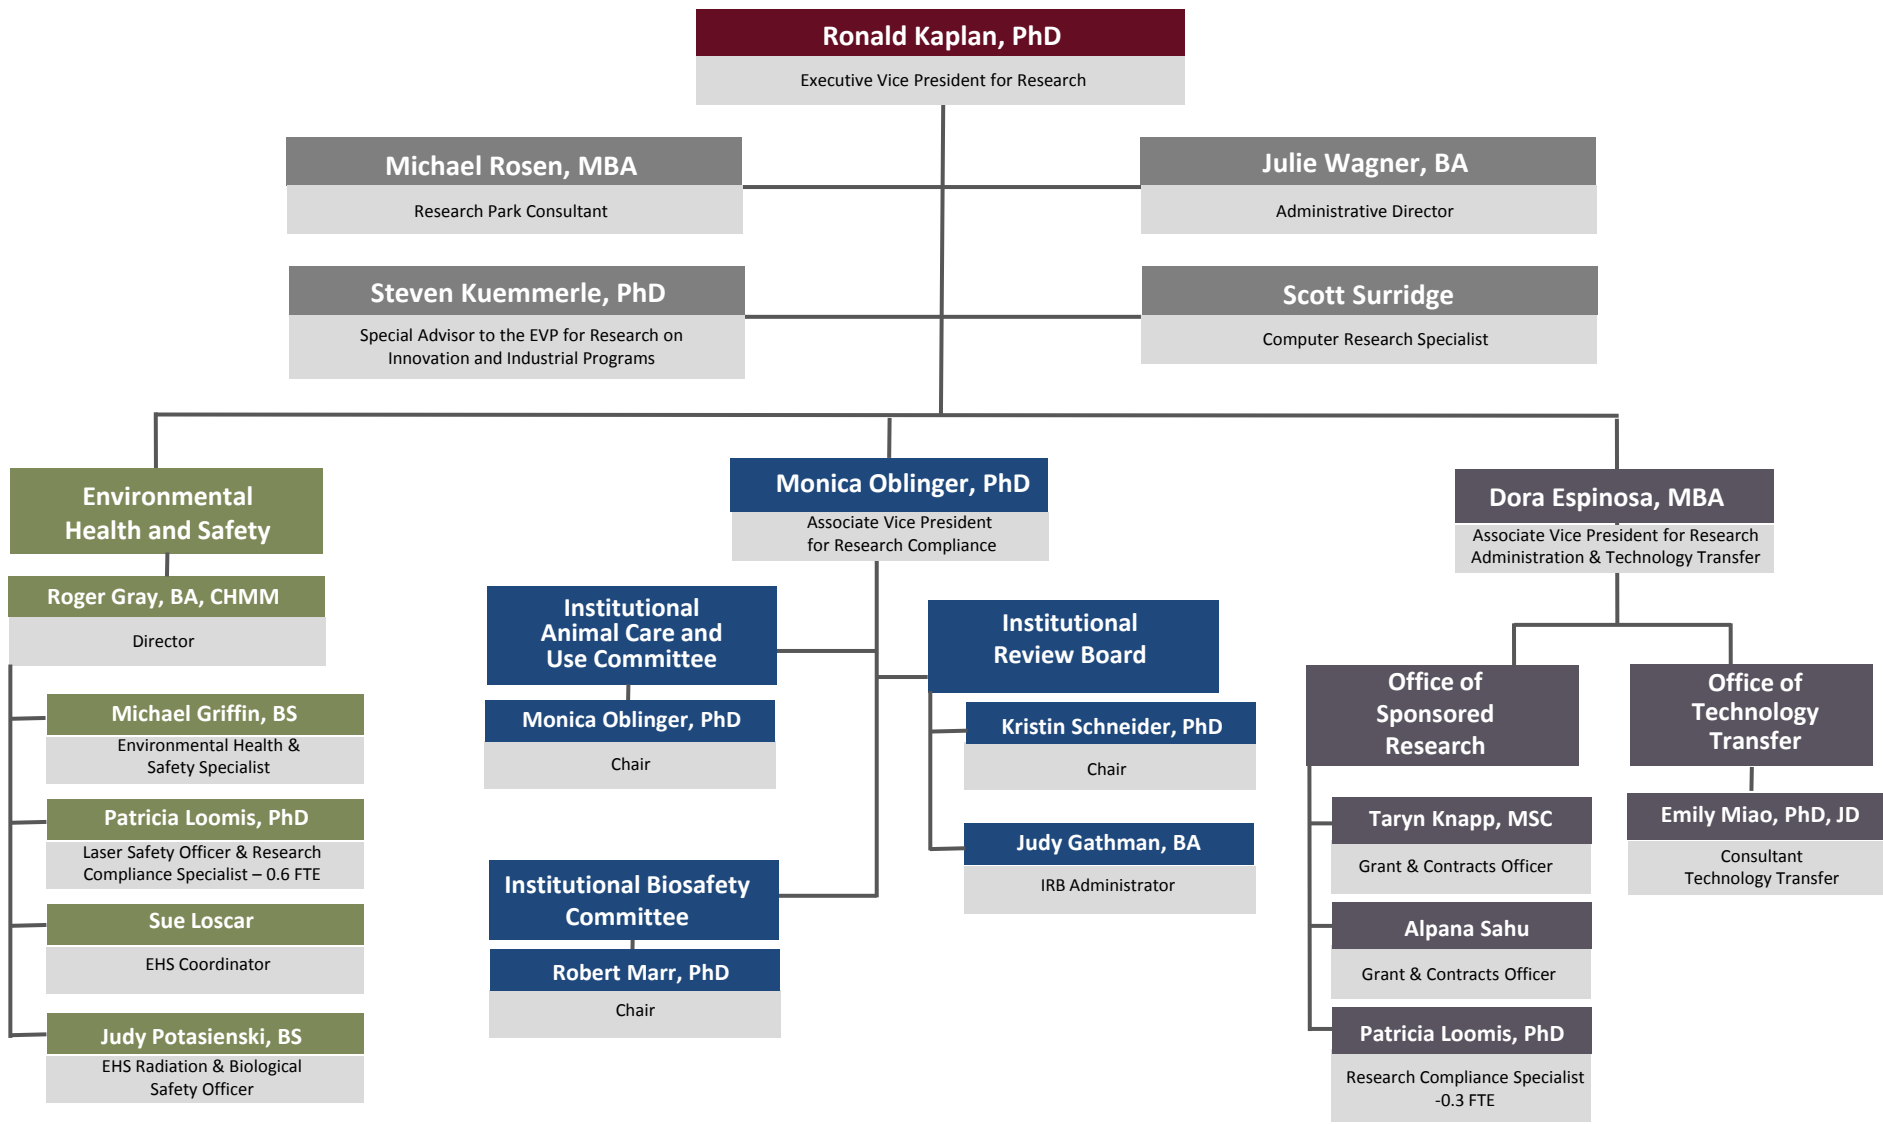 Ronald Kaplan, PhD
Executive Vice President for Research
Michael Rosen, MBA
Research Park Consultant
Julie Wagner, BA
Administrative Director
Steven Kuemmerle, PhD
Special Advisor to the EVP for Research on
Innovation and Industrial Programs
Scott Surridge
Computer Research Specialist
Environmental
Health and Safety
Roger Gray, BA, CHMM
Director
Michael Griffin, BS
Environmental Health &
Safety Specialist
Patricia Loomis, PhD
Laser Safety Officer & Research
Compliance Specialist – 0.6 FTE
Sue Loscar
EHS Coordinator
Judy Potasienski, BS
EHS Radiation & Biological
Safety Officer
Monica Oblinger, PhD
Associate Vice President
for Research Compliance
Institutional
Animal Care and
Use Committee
Monica Oblinger, PhD
Chair
Institutional Biosafety
Committee
Robert Marr, PhD
Chair
Institutional
Review Board
Kristin Schneider, PhD
Chair
Judy Gathman, BA
IRB Administrator
Dora Espinosa, MBA
Associate Vice President for Research
Administration & Technology Transfer
Office of
Sponsored
Research
Taryn Knapp, MSC
Grant & Contracts Officer
Alpana Sahu
Grant & Contracts Officer
Patricia Loomis, PhD
Research Compliance Specialist
-0.3 FTE
Office of
Technology
Transfer
Emily Miao, PhD, JD
Consultant
Technology Transfer